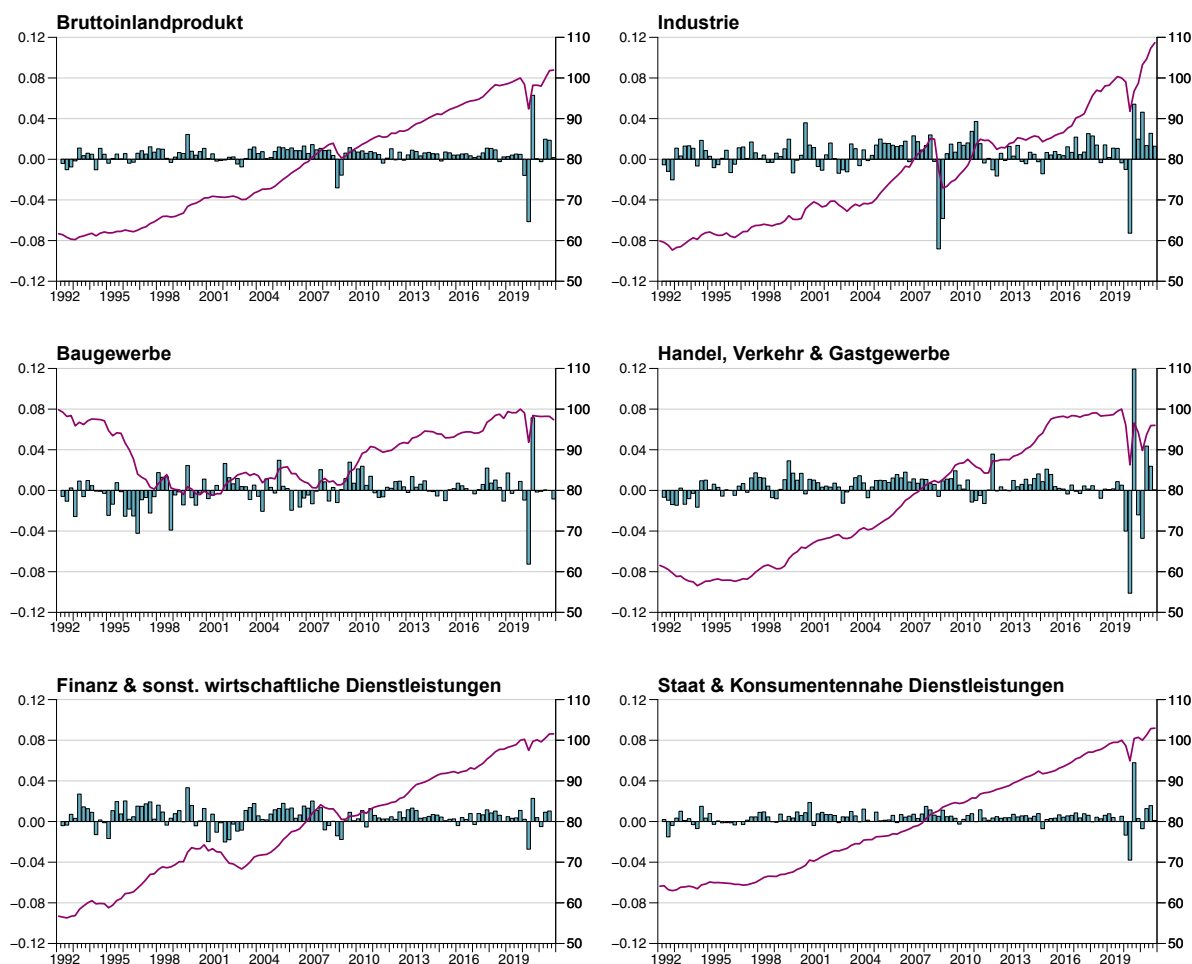 Bruttoinlandprodukt
Industrie
0.12 110 0.12 110
0.08 100 0.08 100
0.04 90 0.04 90
0.00 80 0.00 80
−0.04 70 −0.04 70
−0.08 60 −0.08 60
−0.12 50 −0.12 50
1992 1995 1998 2001 2004 2007 2010 2013 2016 2019 1992 1995 1998 2001 2004 2007 2010 2013 2016 2019
Baugewerbe
Handel, Verkehr & Gastgewerbe
0.12 110 0.12 110
0.08 100 0.08 100
0.04 90 0.04 90
0.00 80 0.00 80
−0.04 70 −0.04 70
−0.08 60 −0.08 60
−0.12 50 −0.12 50
1992 1995 1998 2001 2004 2007 2010 2013 2016 2019 1992 1995 1998 2001 2004 2007 2010 2013 2016 2019
Finanz & sonst. wirtschaftliche Dienstleistungen
Staat & Konsumentennahe Dienstleistungen
0.12 110 0.12 110
0.08 100 0.08 100
0.04 90 0.04 90
0.00 80 0.00 80
−0.04 70 −0.04 70
−0.08 60 −0.08 60
−0.12 50 −0.12 50
1992 1995 1998 2001 2004 2007 2010 2013 2016 2019 1992 1995 1998 2001 2004 2007 2010 2013 2016 2019